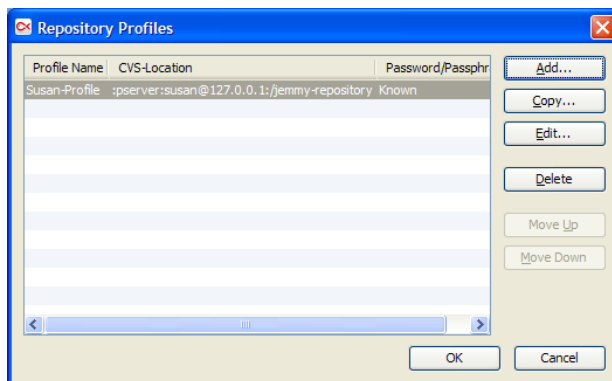 Repository Profiles
Profile Name CVS-Location Password/Passphr
Susan-Profile :pserver:susan@127.0.0.1:/jemmy-repository Known
Add...
Copy...
Edit...
Delete
Move Up
Move Down
OK Cancel